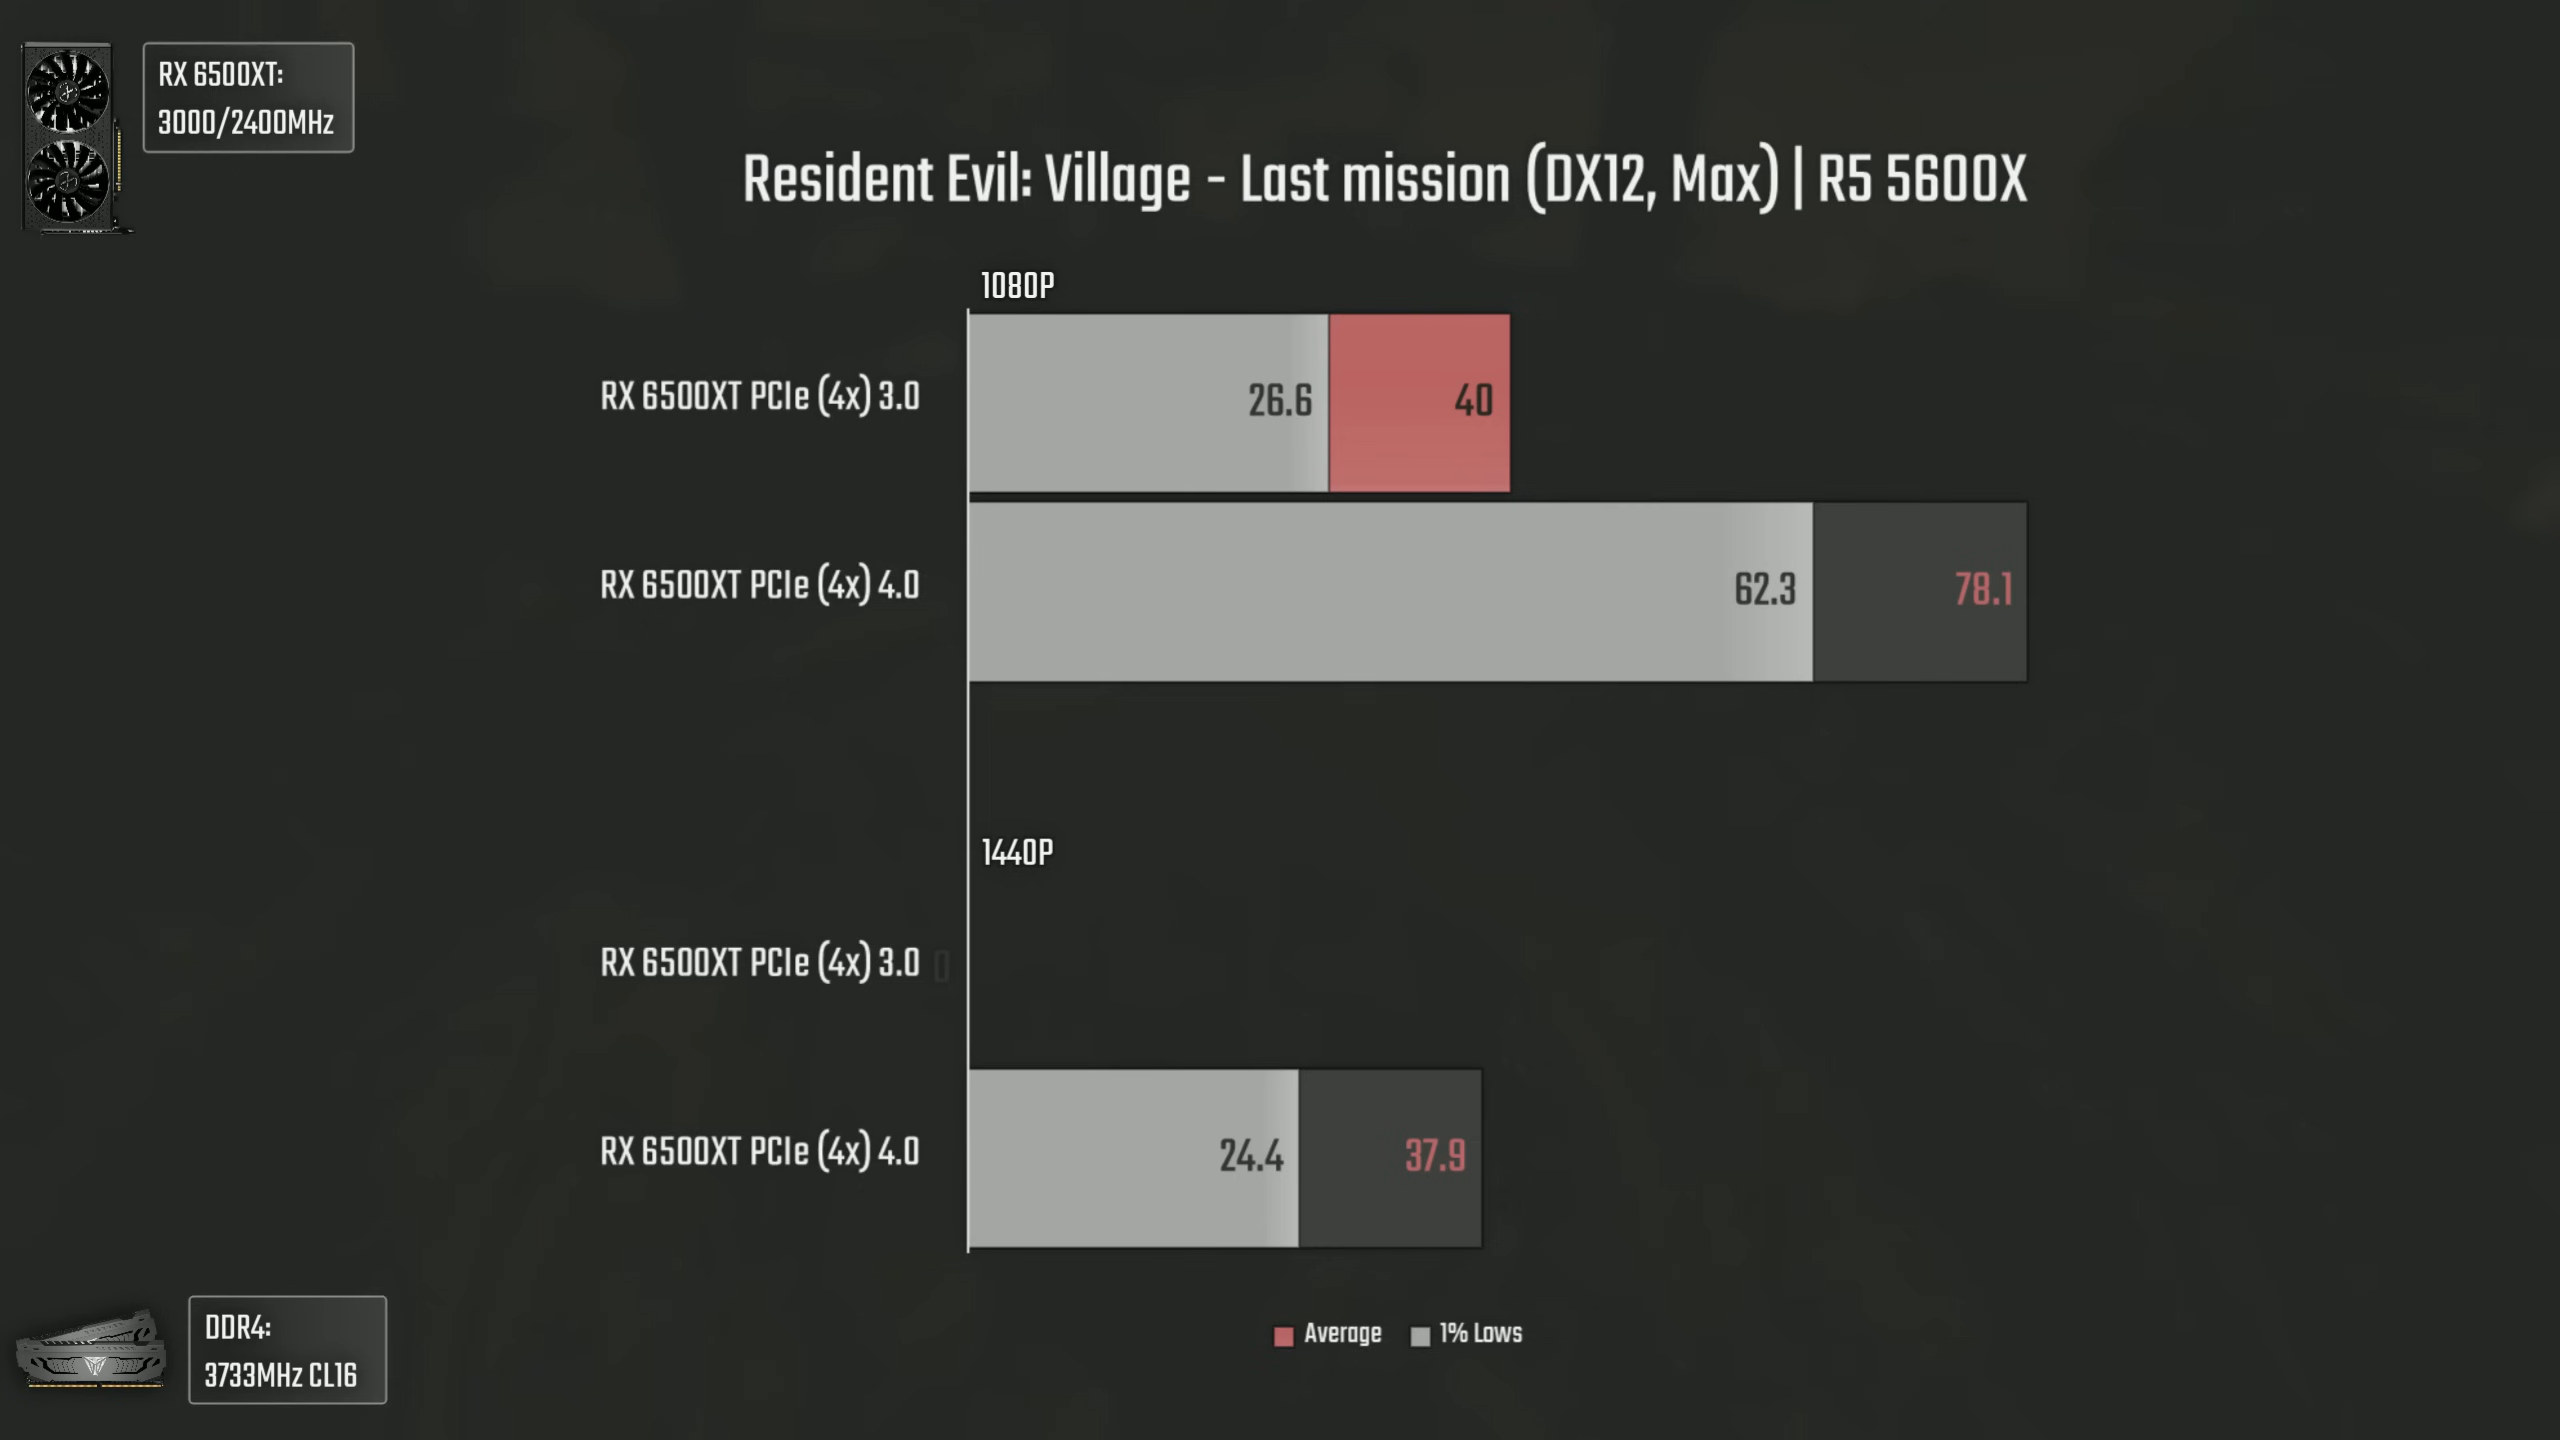 RX 6500XT:
3000/2400MHz
Resident Evil: Village - Last mission (DX12, Max) | R5 5600X
1080P
RX 6500XT PCIe (4x) 3.0
26.6
40
RX 6500XT PCIe (4x) 4.0
62.3
78.1
1440P
RX 6500XT PCIe (4x) 3.0
0
RX 6500XT PCIe (4x) 4.0
24.4
37.9
DDR4:
3733MHz CL16
Average
1% Lows